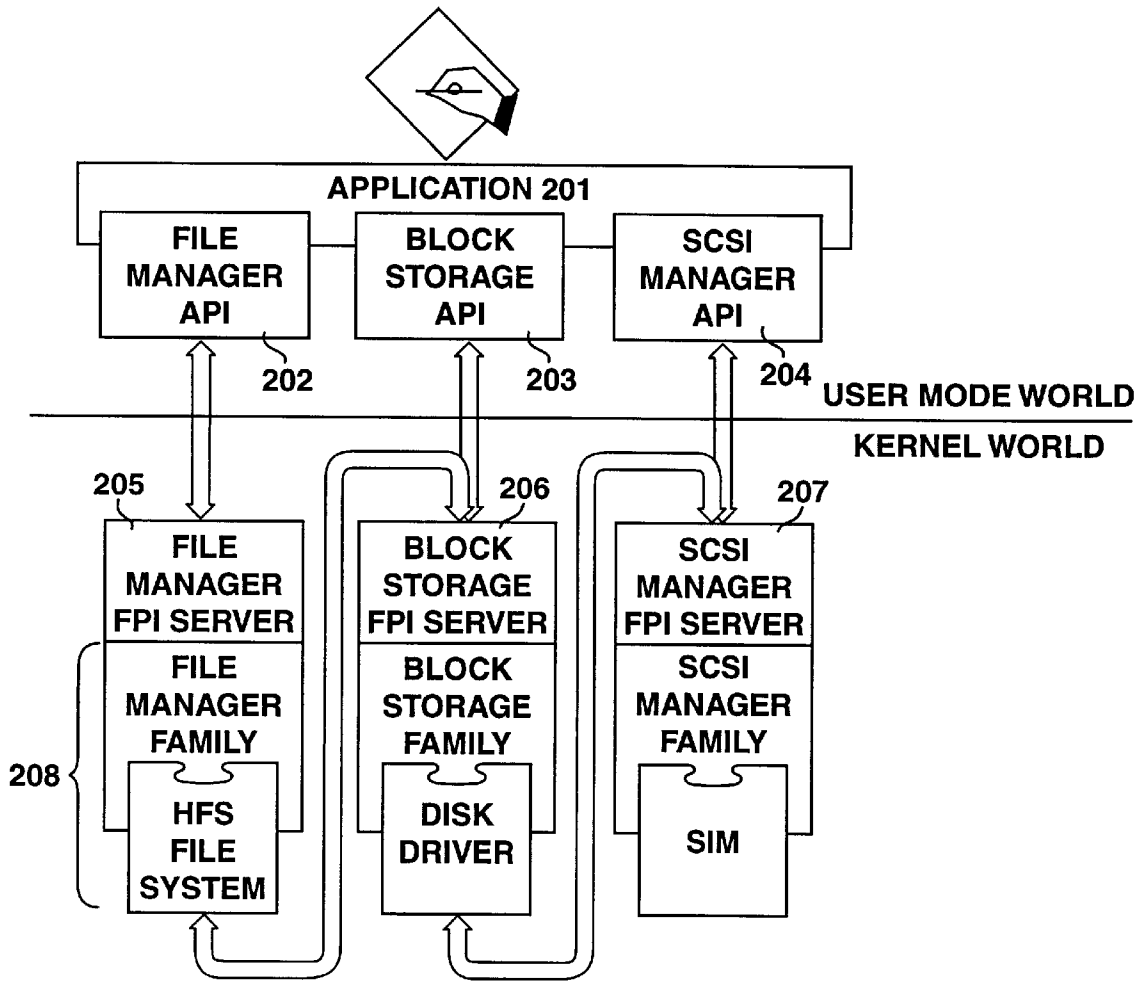 APPLICATION 201
FILE
MANAGER
API
BLOCK
STORAGE
API
SCSI
MANAGER
API
202
203
204
USER MODE WORLD
KERNEL WORLD
205
206
207
FILE
MANAGER
FPI SERVER
BLOCK
STORAGE
FPI SERVER
SCSI
MANAGER
FPI SERVER
FILE
MANAGER
FAMILY
BLOCK
STORAGE
FAMILY
SCSI
MANAGER
FAMILY
208
HFS
FILE
SYSTEM
DISK
DRIVER
SIM